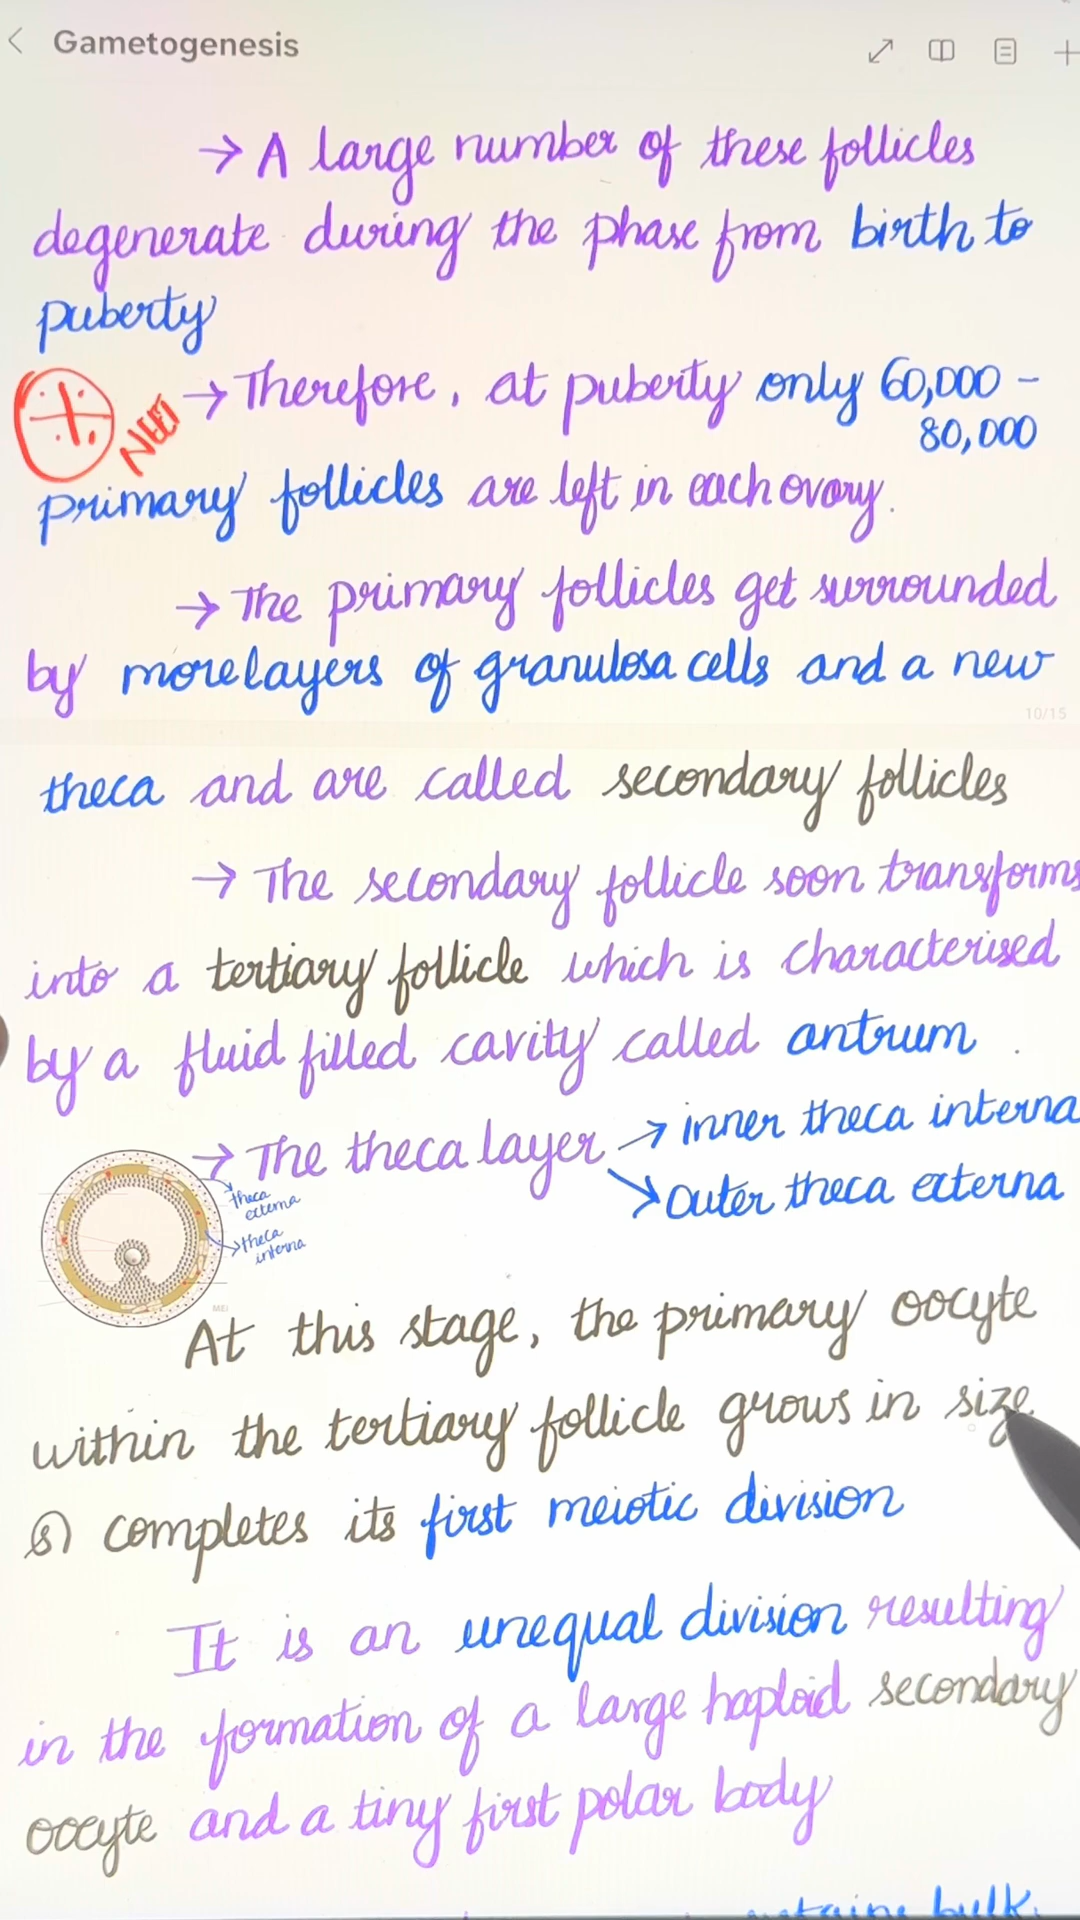 Gametogenesis
→ A large number of these follicles
degenerate during the phase from birth to
puberty
NEET → Therefore, at puberty only 60,000 –
80,000
primary follicles are left in each ovary.
→ The primary follicles get surrounded
by more layers of granulosa cells and a new
10/15
theca and are called secondary follicles
→ The secondary follicle soon transforms
into a tertiary follicle which is characterised
by a fluid filled cavity called antrum.
→ The theca layer → inner theca interna
→ outer theca externa
theca
externa
theca
interna
At this stage, the primary oocyte
within the tertiary follicle grows in size
& completes its first meiotic division
It is an unequal division resulting
in the formation of a large haploid secondary
oocyte and a tiny first polar body
bulk